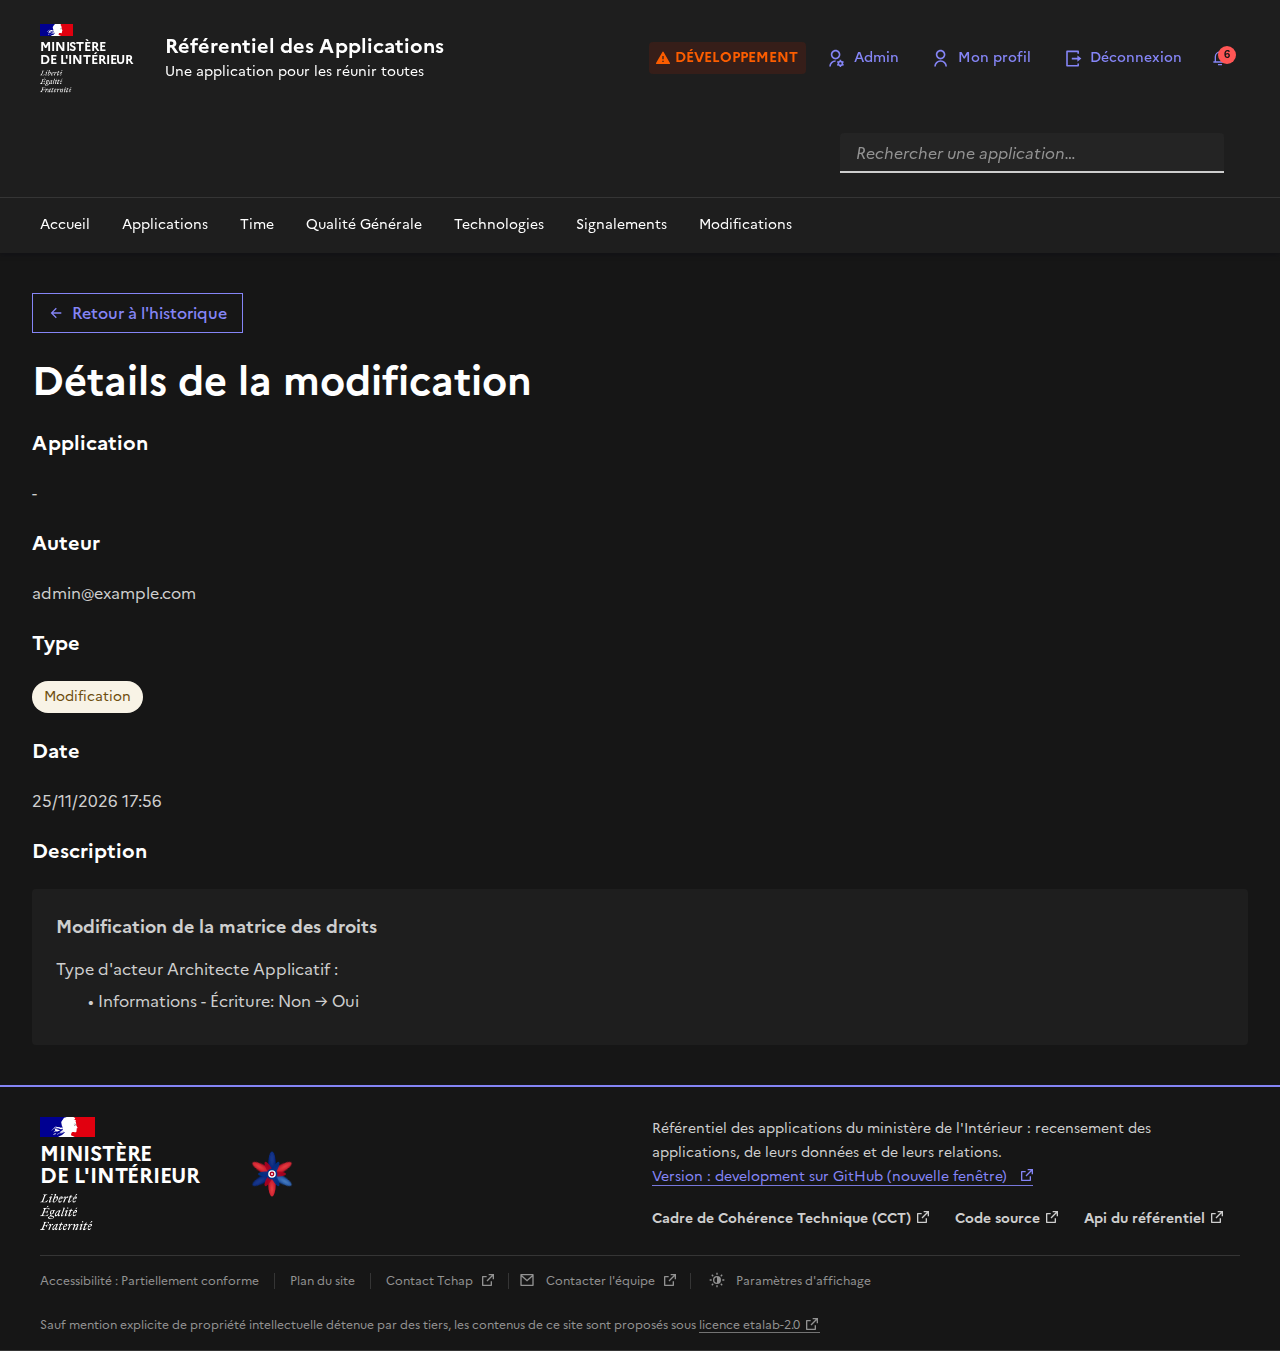 MINISTÈRE
DE L'INTÉRIEUR
Liberté
Égalité
Fraternité
Référentiel des Applications
Une application pour les réunir toutes
DÉVELOPPEMENT
Admin
Mon profil
Déconnexion
6
Rechercher une application...
Accueil
Applications
Time
Qualité Générale
Technologies
Signalements
Modifications
Retour à l'historique
Détails de la modification
Application
-
Auteur
admin@example.com
Type
Modification
Date
25/11/2026 17:56
Description
Modification de la matrice des droits
Type d'acteur Architecte Applicatif :
• Informations - Écriture: Non → Oui
MINISTÈRE
DE L'INTÉRIEUR
Liberté
Égalité
Fraternité
Référentiel des applications du ministère de l'Intérieur : recensement des
applications, de leurs données et de leurs relations.
Version : development sur GitHub (nouvelle fenêtre)
Cadre de Cohérence Technique (CCT)
Code source
Api du référentiel
Accessibilité : Partiellement conforme
Plan du site
Contact Tchap
Contacter l'équipe
Paramètres d'affichage
Sauf mention explicite de propriété intellectuelle détenue par des tiers, les contenus de ce site sont proposés sous licence etalab-2.0